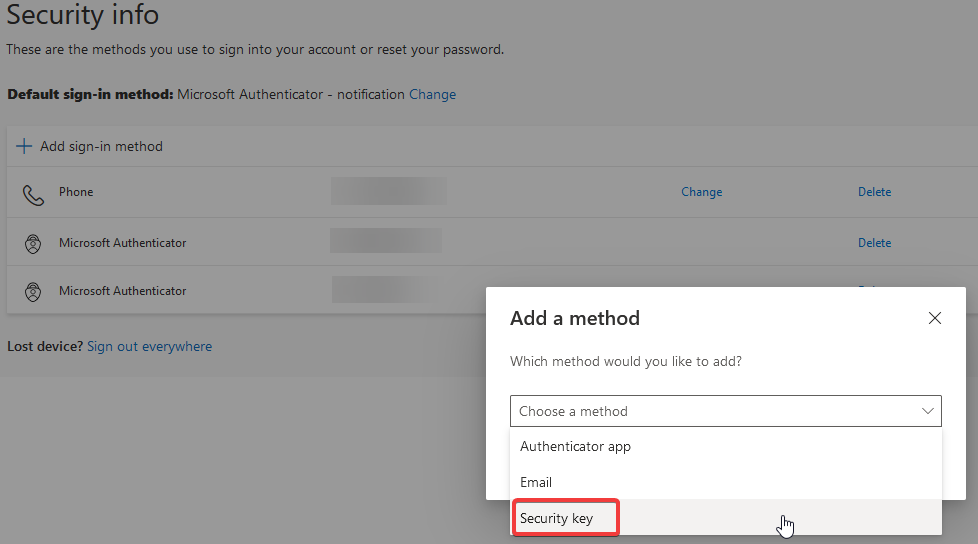 Security info
These are the methods you use to sign into your account or reset your password.
Default sign-in method: Microsoft Authenticator - notification Change
Add sign-in method
Phone Change Delete
Microsoft Authenticator Delete
Microsoft Authenticator
Lost device? Sign out everywhere
Add a method
Which method would you like to add?
Choose a method
Authenticator app
Email
Security key